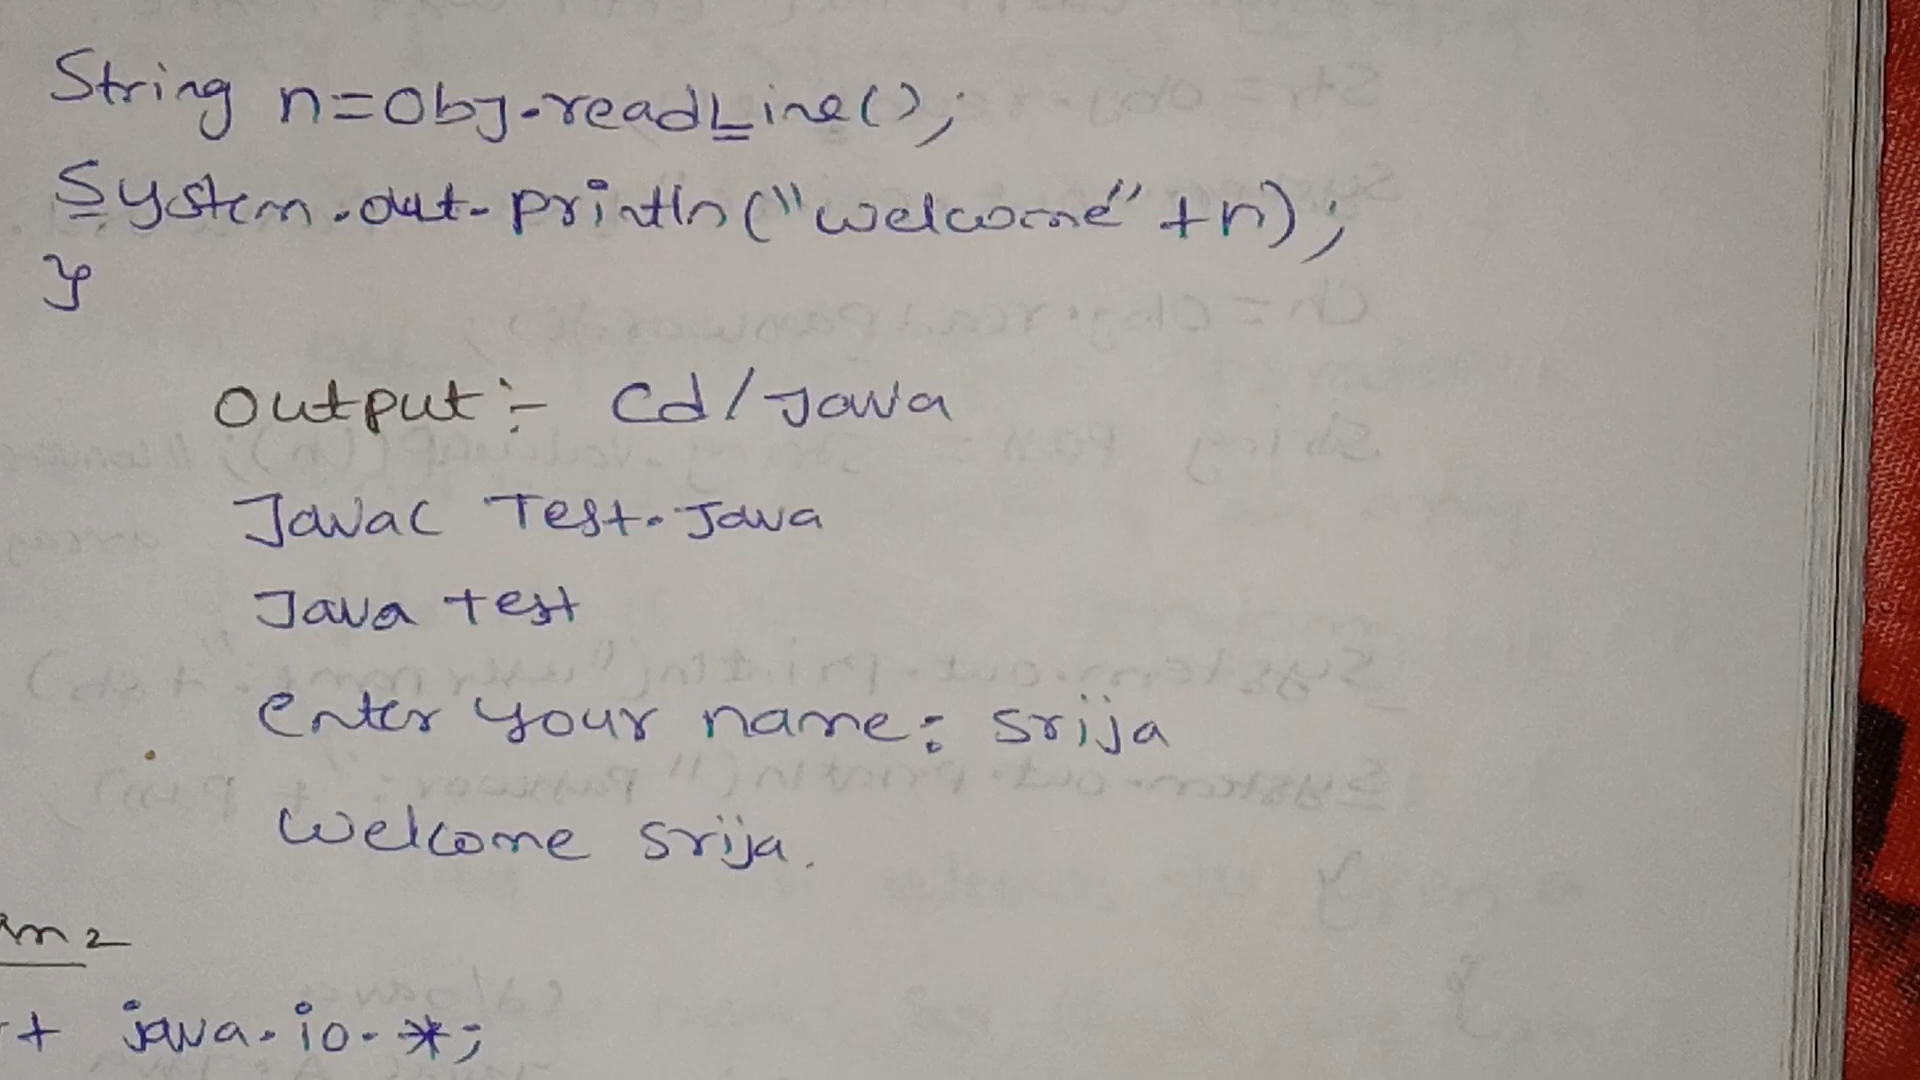 String n=obj.readLine();
System.out.println("welcome"+n);
}
output:- cd/java
Javac Test.Java
Java test
enter your name: srija
welcome srija.
java.io.*;